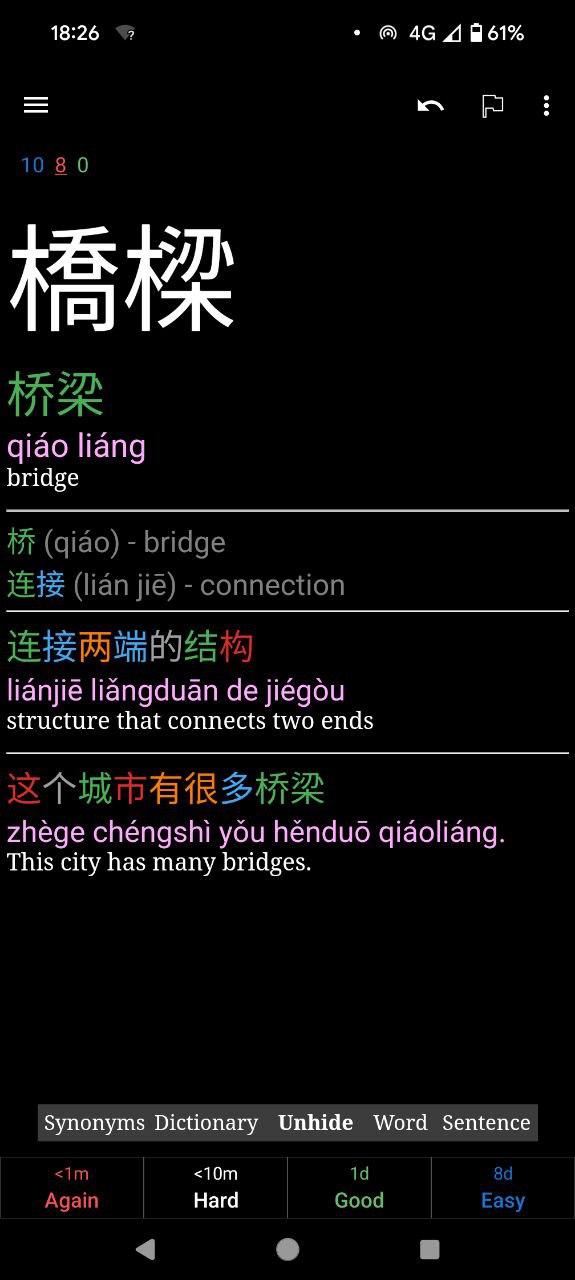 18:26 4G 61%
10 8 0
橋樑
桥梁
qiáo liáng
bridge
桥 (qiáo) - bridge
连接 (lián jiē) - connection
连接两端的结构
liánjiē liǎngduān de jiégòu
structure that connects two ends
这个城市有很多桥梁
zhège chéngshì yǒu hěnduō qiáoliáng.
This city has many bridges.
Synonyms Dictionary Unhide Word Sentence
<1m <10m 1d 8d
Again Hard Good Easy